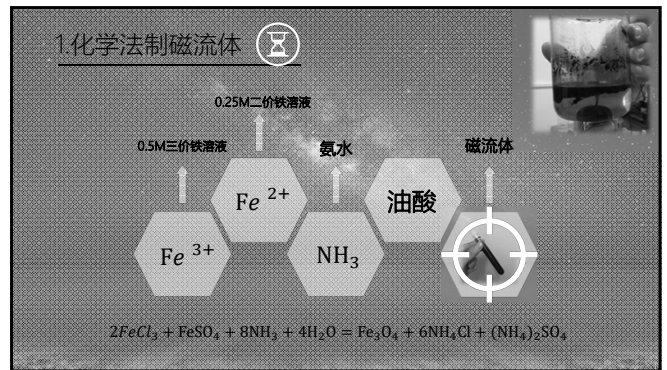 1.化学法制磁流体
0.25M二价铁溶液
0.5M三价铁溶液
氨水
磁流体
Fe ²⁺
油酸
Fe ³⁺
NH₃
2FeCl₃ + FeSO₄ + 8NH₃ + 4H₂O = Fe₃O₄ + 6NH₄Cl + (NH₄)₂SO₄